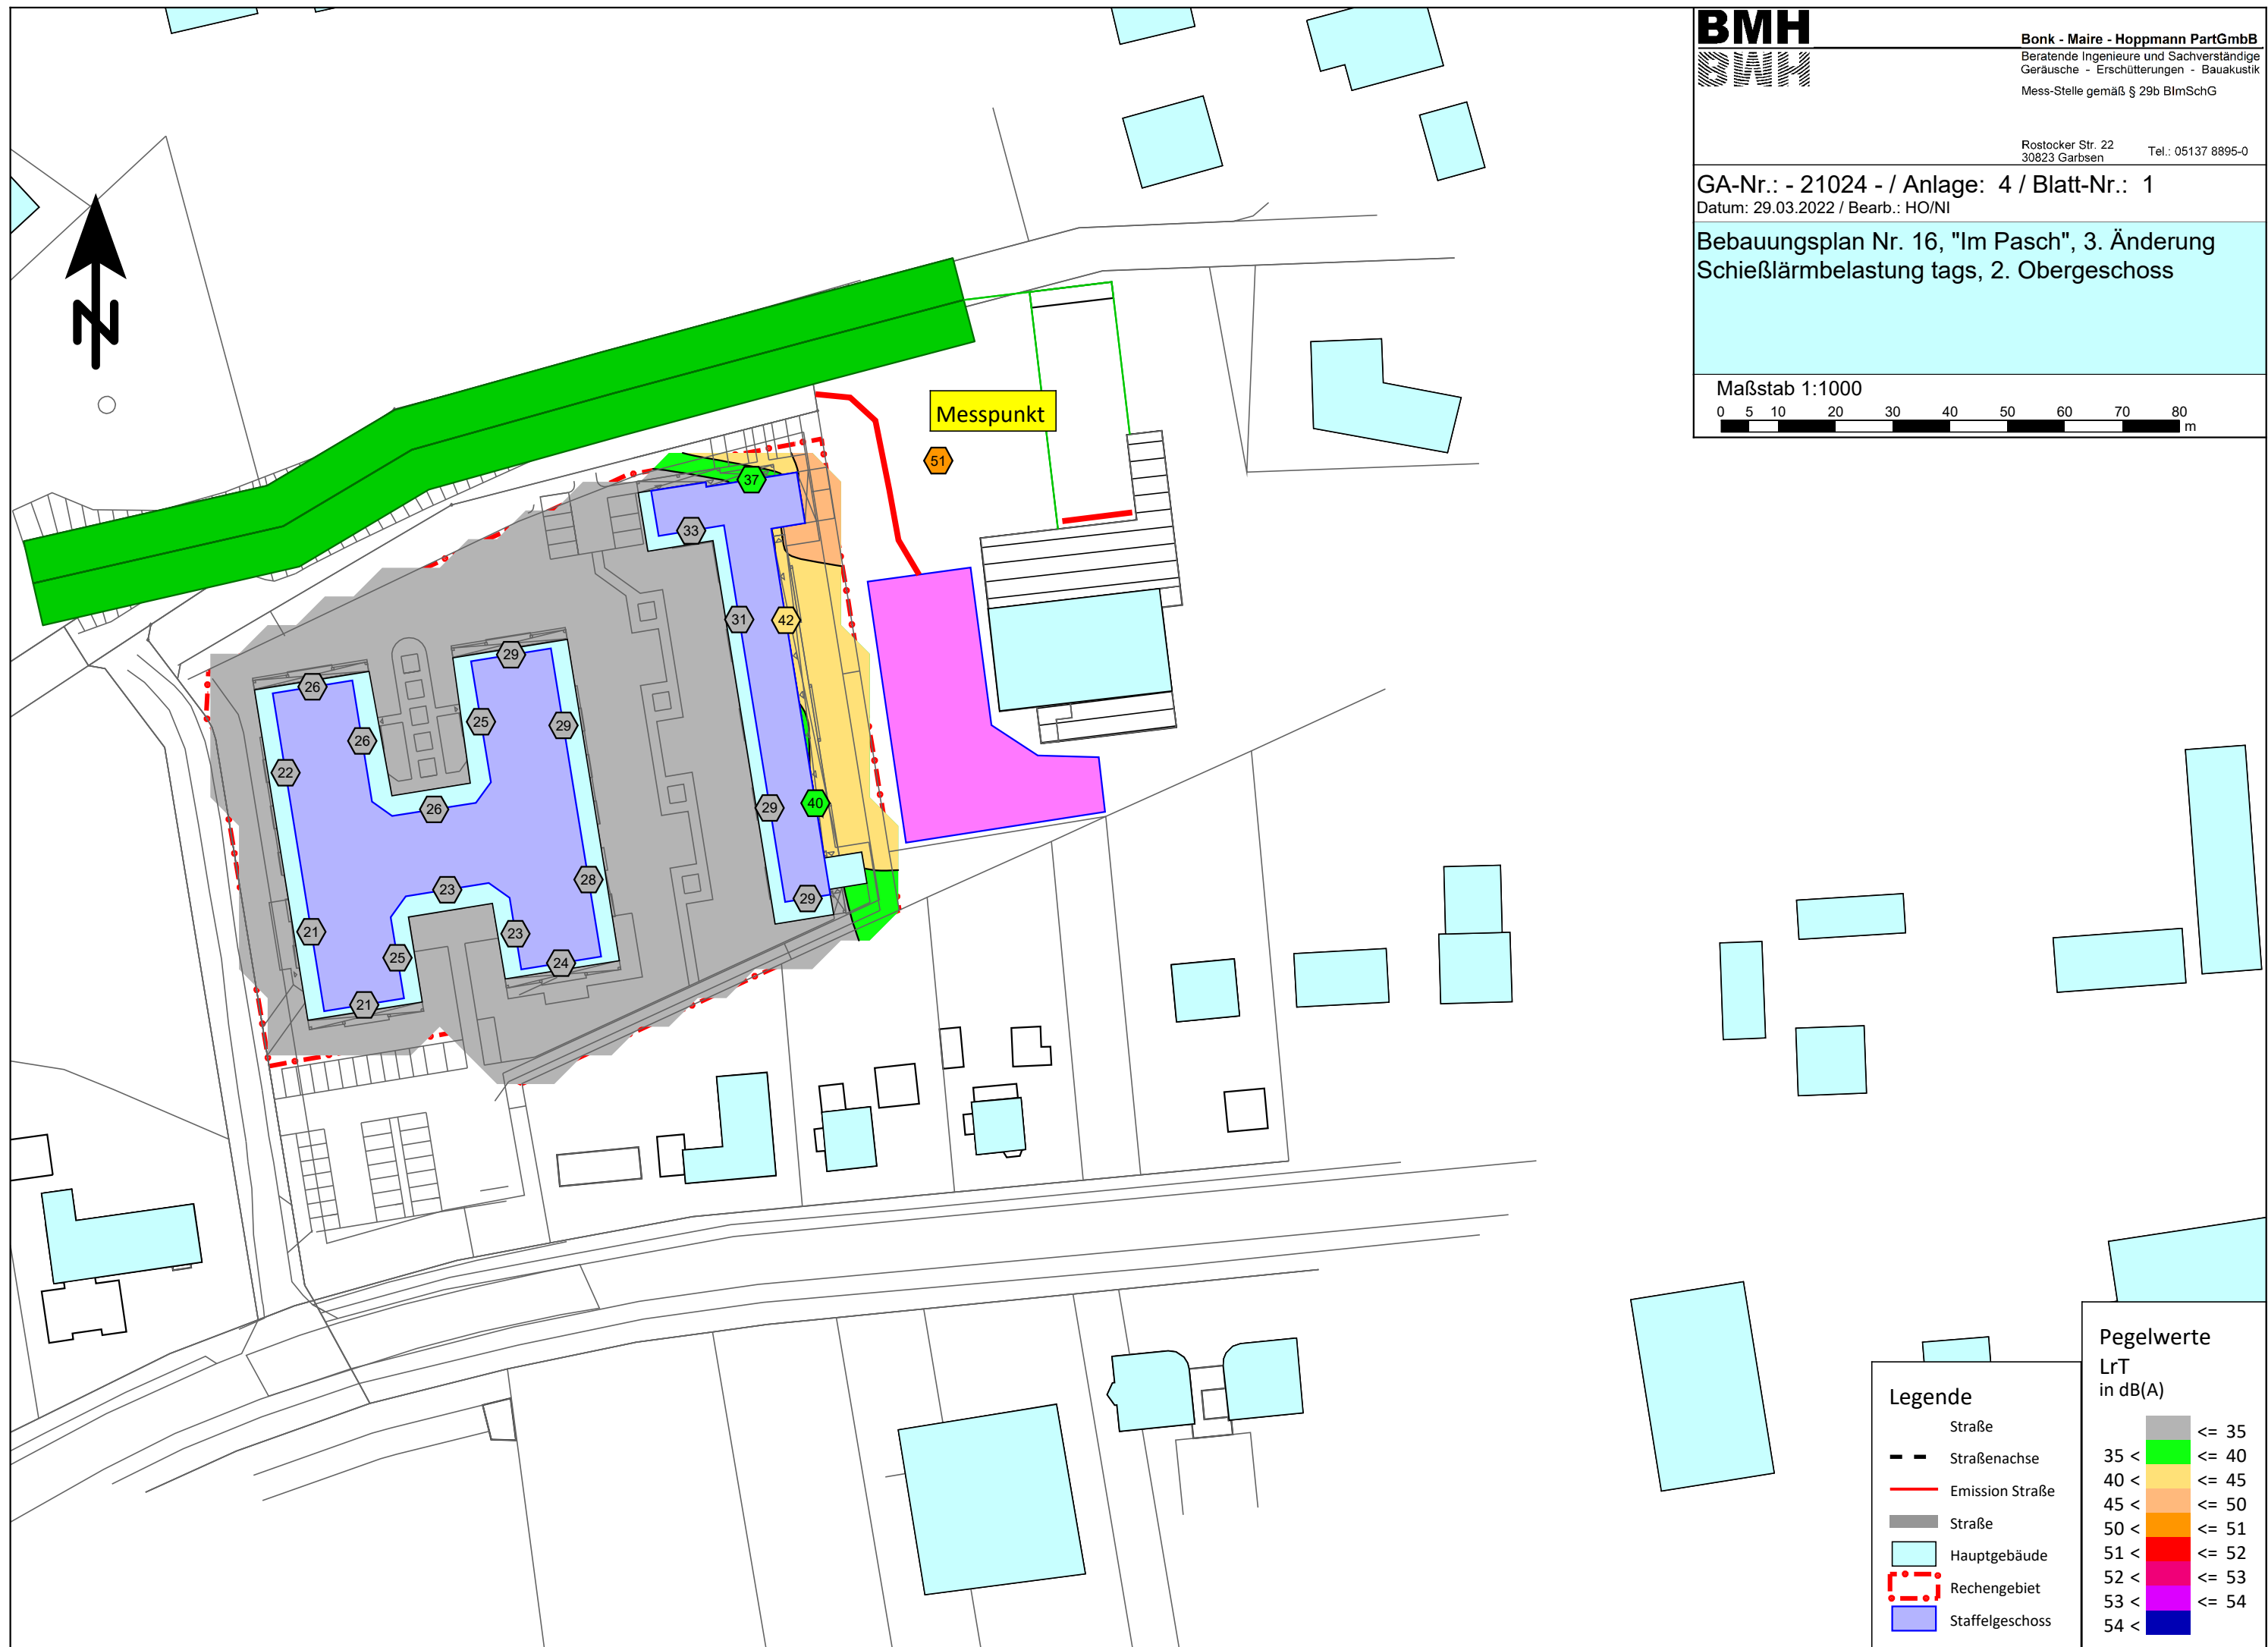 BMH
BMH
Bonk - Maire - Hoppmann PartGmbB
Beratende Ingenieure und Sachverständige
Geräusche - Erschütterungen - Bauakustik
Mess-Stelle gemäß § 29b BImSchG
Rostocker Str. 22
30823 Garbsen
Tel.: 05137 8895-0
GA-Nr.: - 21024 - / Anlage: 4 / Blatt-Nr.: 1
Datum: 29.03.2022 / Bearb.: HO/NI
Bebauungsplan Nr. 16, "Im Pasch", 3. Änderung
Schießlärmbelastung tags, 2. Obergeschoss
Maßstab 1:1000
0 5 10 20 30 40 50 60 70 80
m
N
Messpunkt
51
37
33
31
42
29
26
25
29
26
22
29
40
26
28
23
29
21
23
25
24
21
Legende
Straße
Straßenachse
Emission Straße
Straße
Hauptgebäude
Rechengebiet
Staffelgeschoss
Pegelwerte
LrT
in dB(A)
<= 35
35 < <= 40
40 < <= 45
45 < <= 50
50 < <= 51
51 < <= 52
52 < <= 53
53 < <= 54
54 <